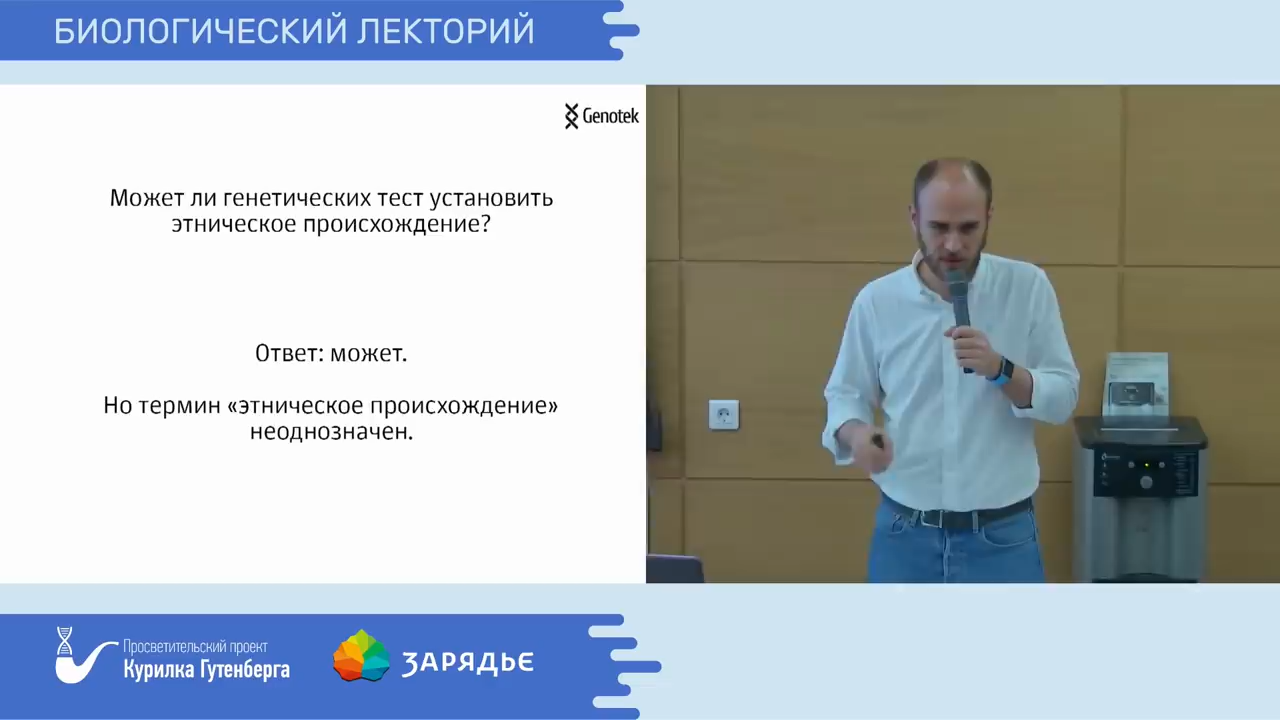 БИОЛОГИЧЕСКИЙ ЛЕКТОРИЙ
Genotek
Может ли генетических тест установить
этническое происхождение?
Ответ: может.
Но термин «этническое происхождение»
неоднозначен.
Просветительский проект
Курилка Гутенберга
ЗАРЯДЬЕ